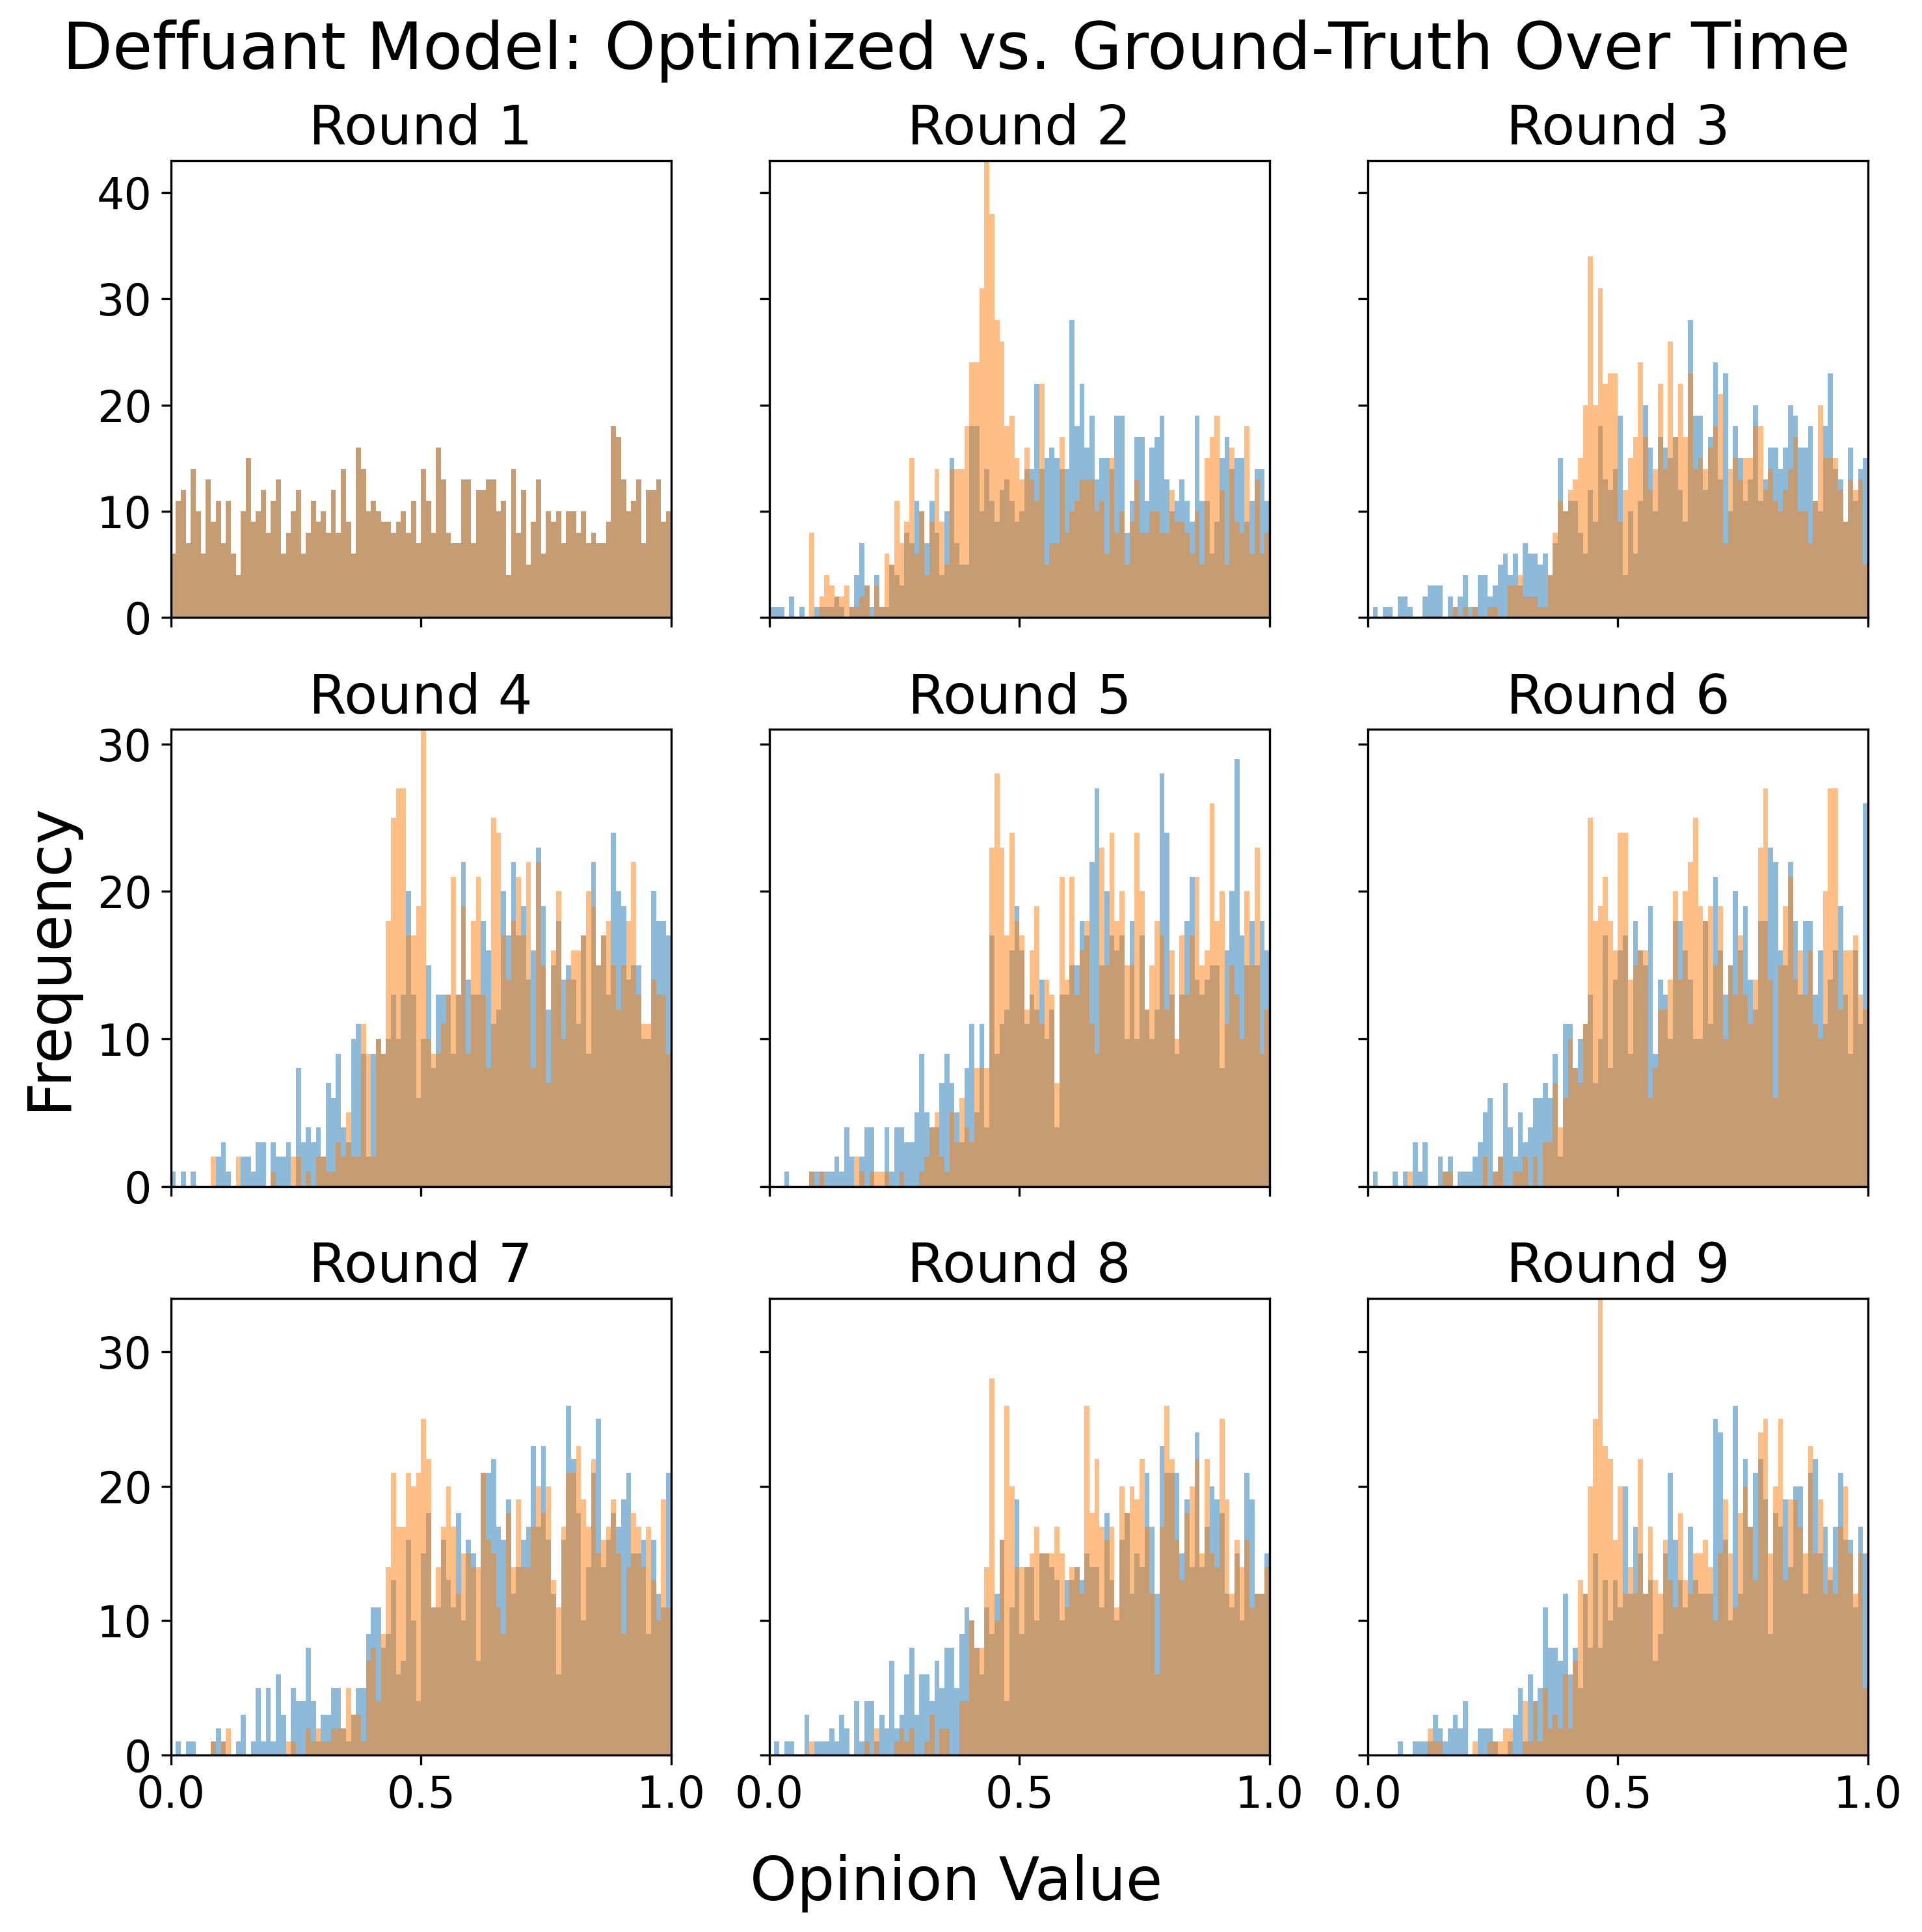 Deffuant Model: Optimized vs. Ground-Truth Over Time
Round 1
Round 2
Round 3
40
30
20
10
0
Round 4
Round 5
Round 6
30
20
10
0
Frequency
Round 7
Round 8
Round 9
30
20
10
0
0.0 0.5 1.0
0.0 0.5 1.0
0.0 0.5 1.0
Opinion Value